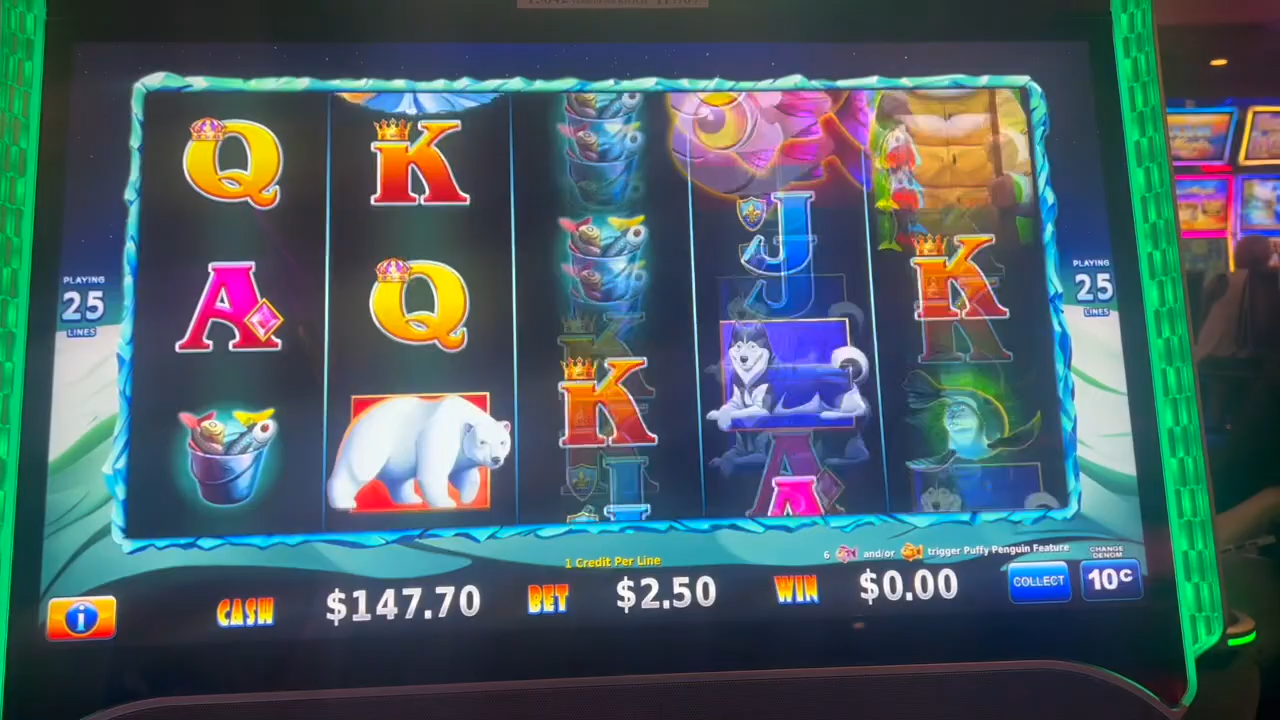 Q
K
J
K
A
Q
K
A
PLAYING
25
LINES
PLAYING
25
LINES
1 Credit Per Line
6 and/or trigger Puffy Penguin Feature
CHANGE
DENOM
i
CASH $147.70
BET $2.50
WIN $0.00
COLLECT
10¢